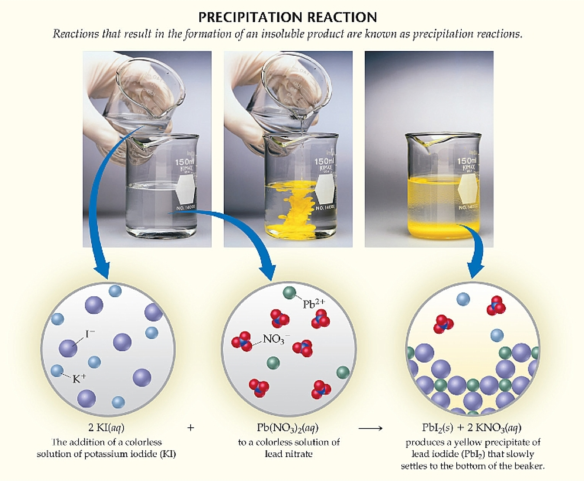 PRECIPITATION REACTION
Reactions that result in the formation of an insoluble product are known as precipitation reactions.
150ml
150ml
150ml
I⁻
K⁺
Pb²⁺
NO₃⁻
2 KI(aq) + Pb(NO₃)₂(aq) ⟶ PbI₂(s) + 2 KNO₃(aq)
The addition of a colorless
solution of potassium iodide (KI)
to a colorless solution of
lead nitrate
produces a yellow precipitate of
lead iodide (PbI₂) that slowly
settles to the bottom of the beaker.